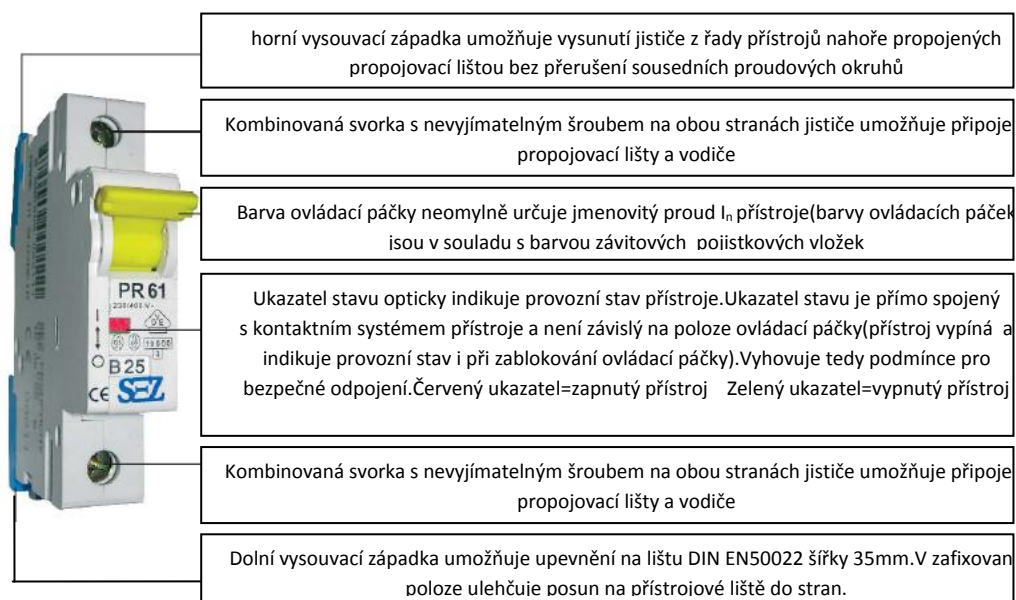 horní vysouvací západka umožňuje vysunutí jističe z řady přístrojů nahoře propojených
propojovací lištou bez přerušení sousedních proudových okruhů
Kombinovaná svorka s nevyjímatelným šroubem na obou stranách jističe umožňuje připoje
propojovací lišty a vodiče
Barva ovládací páčky neomylně určuje jmenovitý proud Iₙ přístroje(barvy ovládacích páček
jsou v souladu s barvou závitových pojistkových vložek
PR 61
230/400 V~
Ukazatel stavu opticky indikuje provozní stav přístroje.Ukazatel stavu je přímo spojený
s kontaktním systémem přístroje a není závislý na poloze ovládací páčky(přístroj vypíná a
indikuje provozní stav i při zablokování ovládací páčky).Vyhovuje tedy podmínce pro
bezpečné odpojení.Červený ukazatel=zapnutý přístroj Zelený ukazatel=vypnutý přístroj
10 000
3
B 25
CE SEZ
Kombinovaná svorka s nevyjímatelným šroubem na obou stranách jističe umožňuje připoje
propojovací lišty a vodiče
Dolní vysouvací západka umožňuje upevnění na lištu DIN EN50022 šířky 35mm.V zafixovan
poloze ulehčuje posun na přístrojové liště do stran.